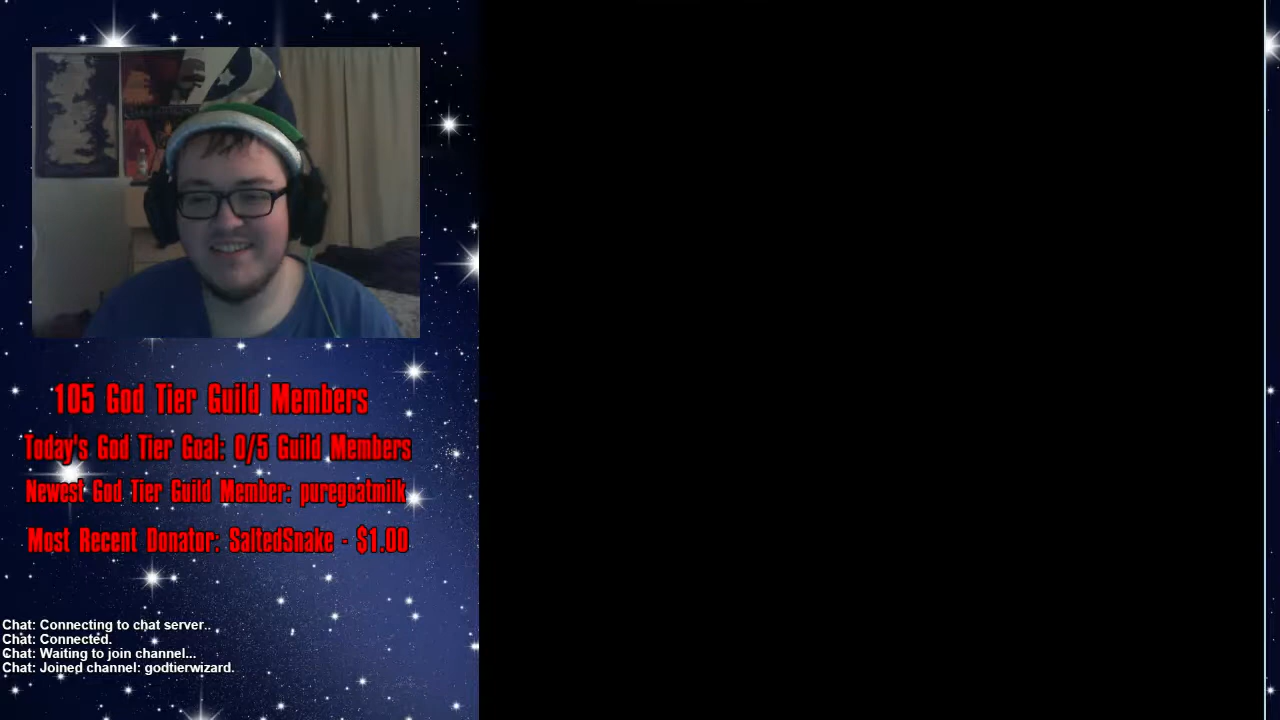 105 God Tier Guild Members
Today's God Tier Goal: 0/5 Guild Members
Newest God Tier Guild Member: puregoatmilk
Most Recent Donator: SaltedSnake - $1.00
Chat: Connecting to chat server..
Chat: Connected.
Chat: Waiting to join channel...
Chat: Joined channel: godtierwizard.